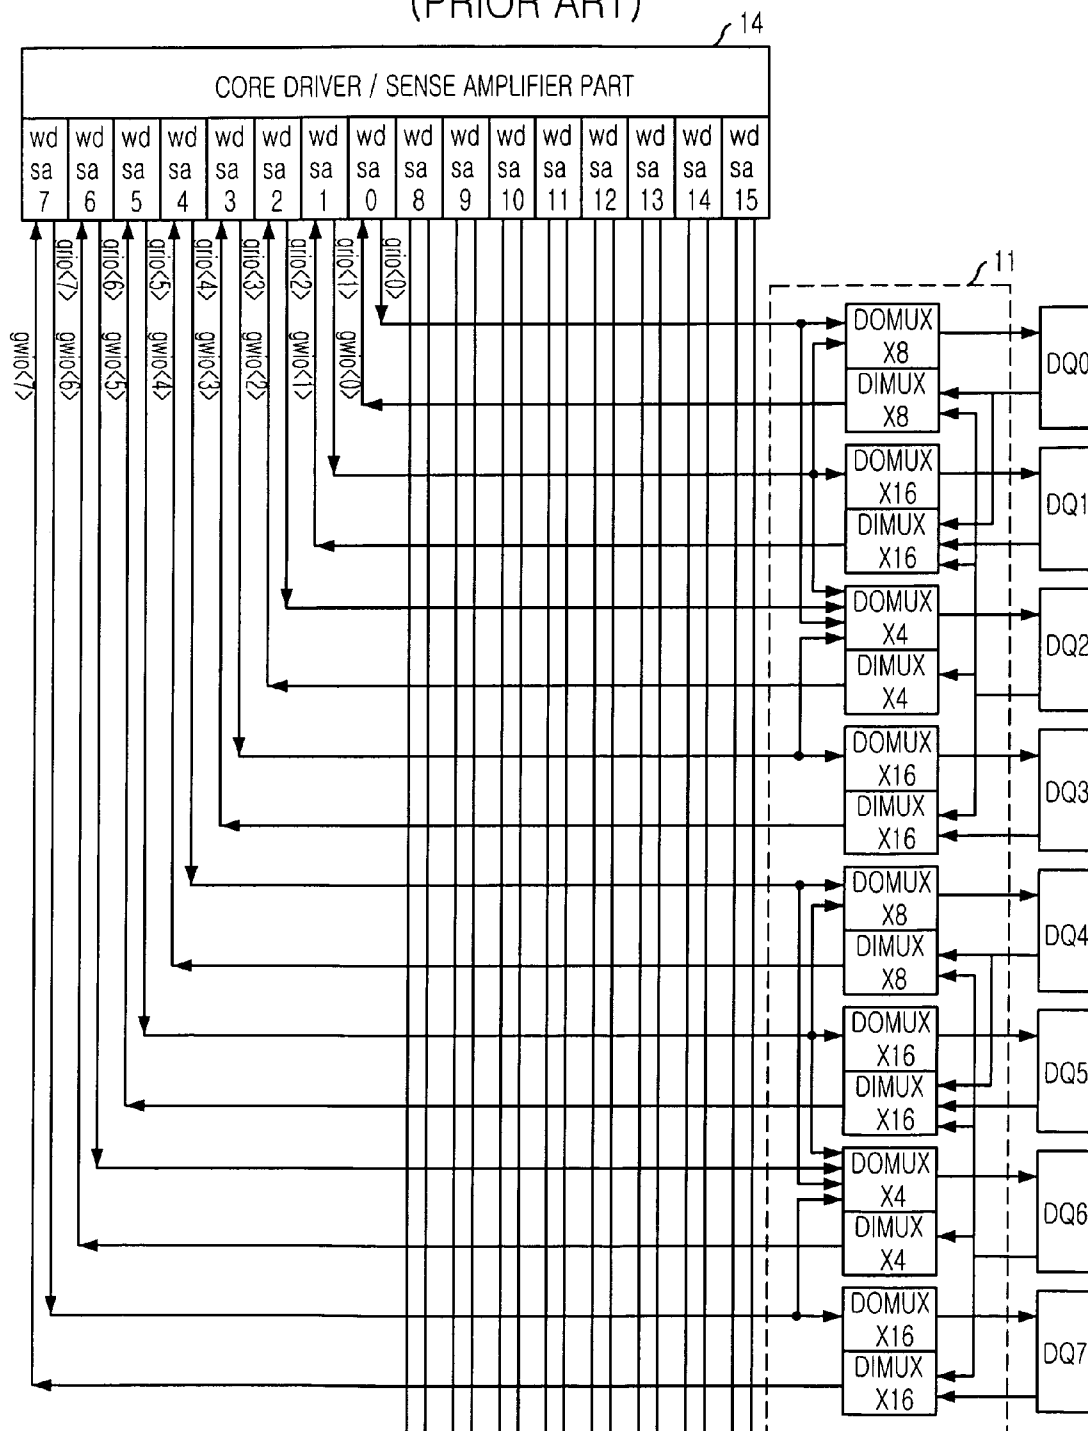 (PRIOR ART)
14
CORE DRIVER / SENSE AMPLIFIER PART
wd sa 7
wd sa 6
wd sa 5
wd sa 4
wd sa 3
wd sa 2
wd sa 1
wd sa 0
wd sa 8
wd sa 9
wd sa 10
wd sa 11
wd sa 12
wd sa 13
wd sa 14
wd sa 15
grio<7>
grio<6>
grio<5>
grio<4>
grio<3>
grio<2>
grio<1>
grio<0>
gwio<7>
gwio<6>
gwio<5>
gwio<4>
gwio<3>
gwio<2>
gwio<1>
gwio<0>
11
DOMUX
X8
DIMUX
X8
DQ0
DOMUX
X16
DIMUX
X16
DQ1
DOMUX
X4
DIMUX
X4
DQ2
DOMUX
X16
DIMUX
X16
DQ3
DOMUX
X8
DIMUX
X8
DQ4
DOMUX
X16
DIMUX
X16
DQ5
DOMUX
X4
DIMUX
X4
DQ6
DOMUX
X16
DIMUX
X16
DQ7